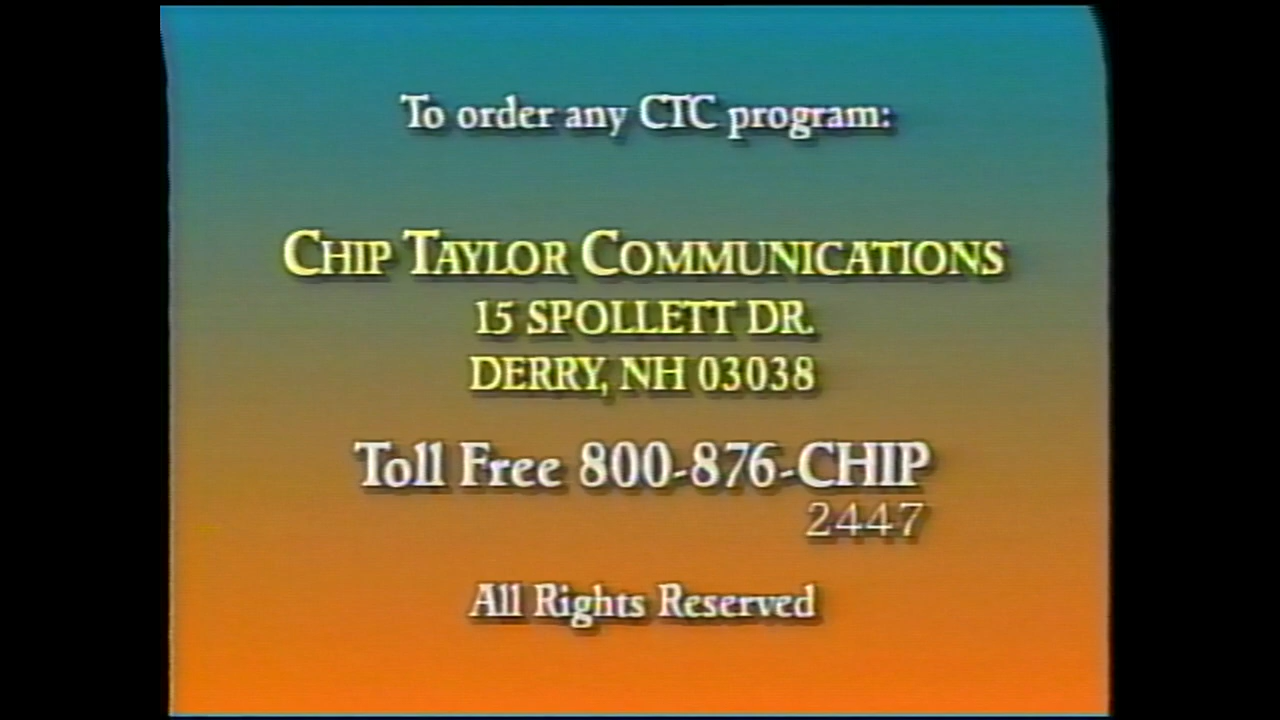 To order any CTC program:
CHIP TAYLOR COMMUNICATIONS
15 SPOLLETT DR.
DERRY, NH 03038
Toll Free 800-876-CHIP
2447
All Rights Reserved